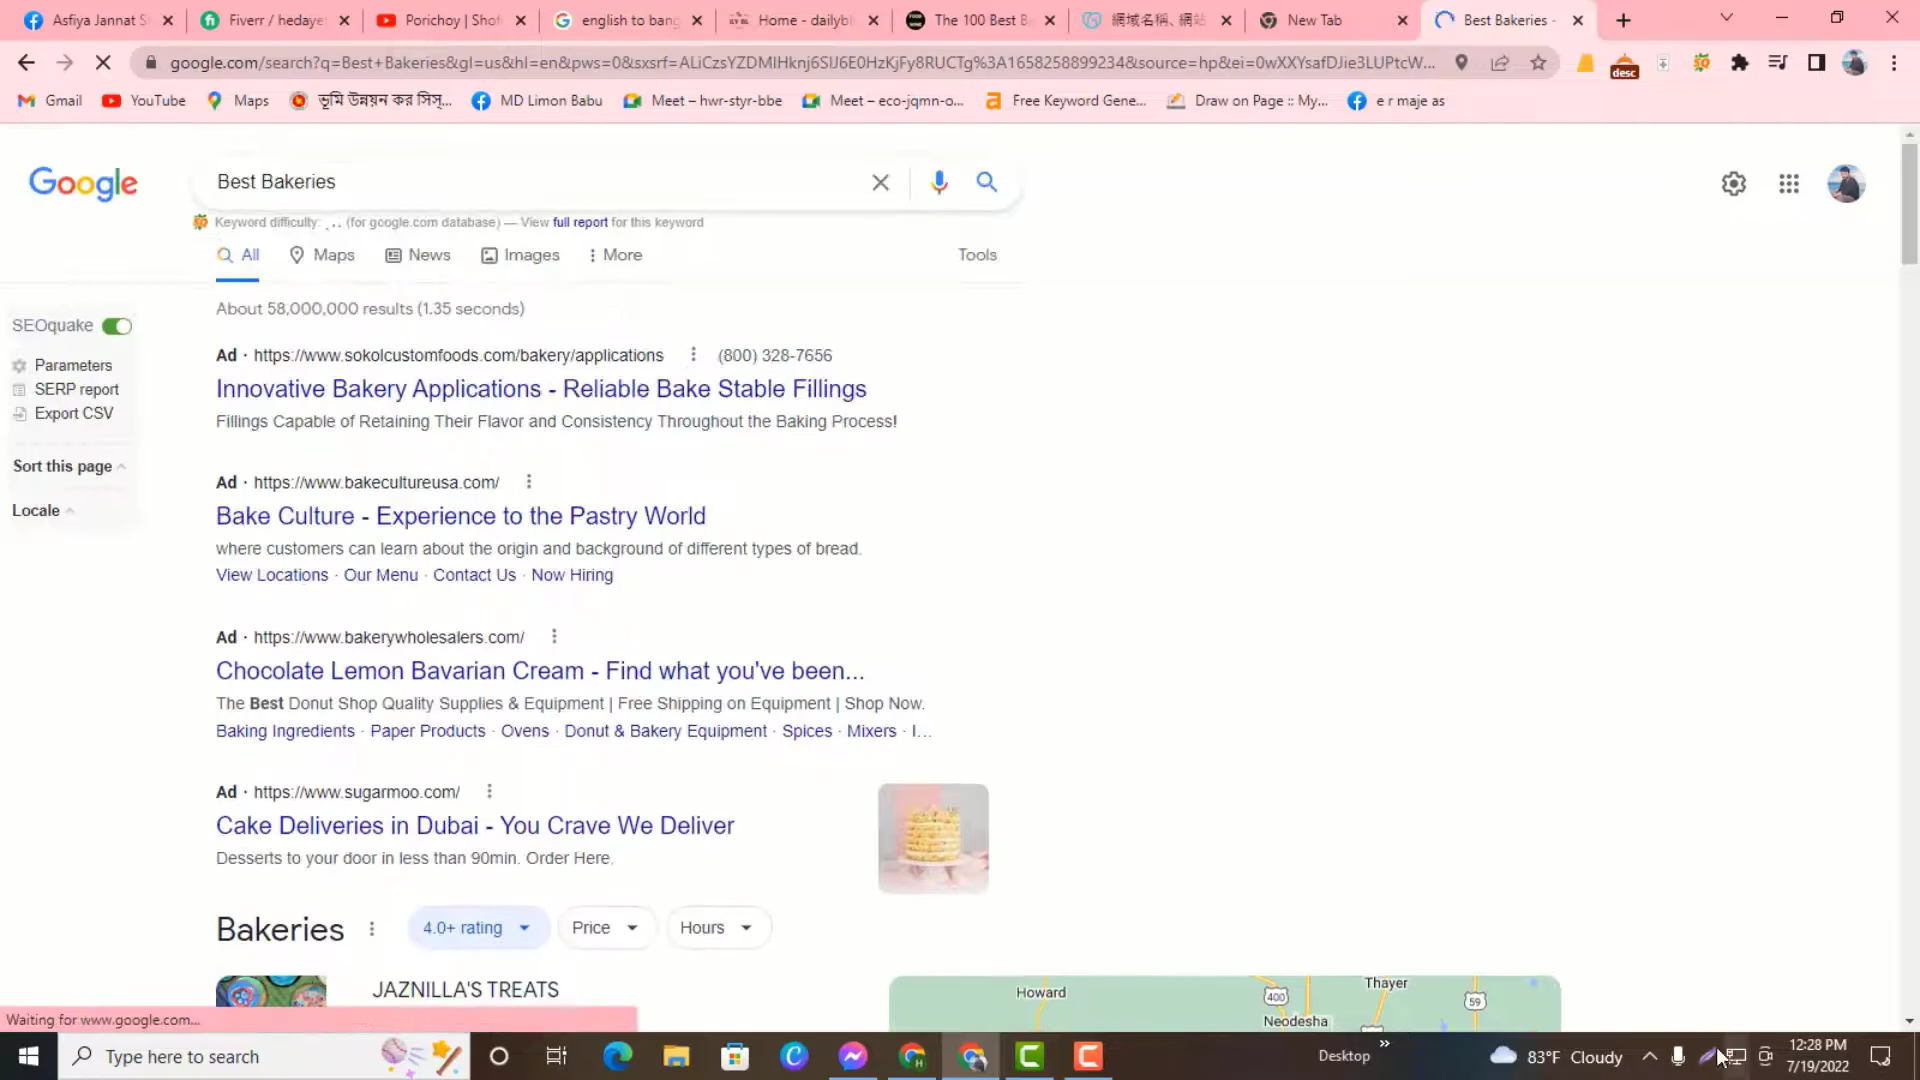 Asfiya Jannat S
Fiverr / hedaye
Porichoy | Sho
english to bang
Home - dailybl
The 100 Best B
網域名稱、網站
New Tab
Best Bakeries -
google.com/search?q=Best+Bakeries&gl=us&hl=en&pws=0&sxsrf=ALiCzsYZDMIHknj6SlJ6E0HzKjFy8RUCTg%3A1658258899234&source=hp&ei=0wXXYsafDJie3LUPtcW...
desc
Gmail
YouTube
Maps
ভূমি উন্নয়ন কর সিস্...
MD Limon Babu
Meet – hwr-styr-bbe
Meet – eco-jqmn-o...
Free Keyword Gene...
Draw on Page :: My...
e r maje as
Google
Best Bakeries
Keyword difficulty: (for google.com database) — View full report for this keyword
All Maps News Images More Tools
About 58,000,000 results (1.35 seconds)
SEOquake
Parameters
SERP report
Export CSV
Sort this page
Locale
Ad · https://www.sokolcustomfoods.com/bakery/applications (800) 328-7656
Innovative Bakery Applications - Reliable Bake Stable Fillings
Fillings Capable of Retaining Their Flavor and Consistency Throughout the Baking Process!
Ad · https://www.bakecultureusa.com/
Bake Culture - Experience to the Pastry World
where customers can learn about the origin and background of different types of bread.
View Locations · Our Menu · Contact Us · Now Hiring
Ad · https://www.bakerywholesalers.com/
Chocolate Lemon Bavarian Cream - Find what you've been...
The Best Donut Shop Quality Supplies & Equipment | Free Shipping on Equipment | Shop Now.
Baking Ingredients · Paper Products · Ovens · Donut & Bakery Equipment · Spices · Mixers · I...
Ad · https://www.sugarmoo.com/
Cake Deliveries in Dubai - You Crave We Deliver
Desserts to your door in less than 90min. Order Here.
Bakeries 4.0+ rating Price Hours
JAZNILLA'S TREATS
Howard
400
Thayer
59
Neodesha
Waiting for www.google.com...
Type here to search
Desktop
83°F Cloudy
12:28 PM
7/19/2022